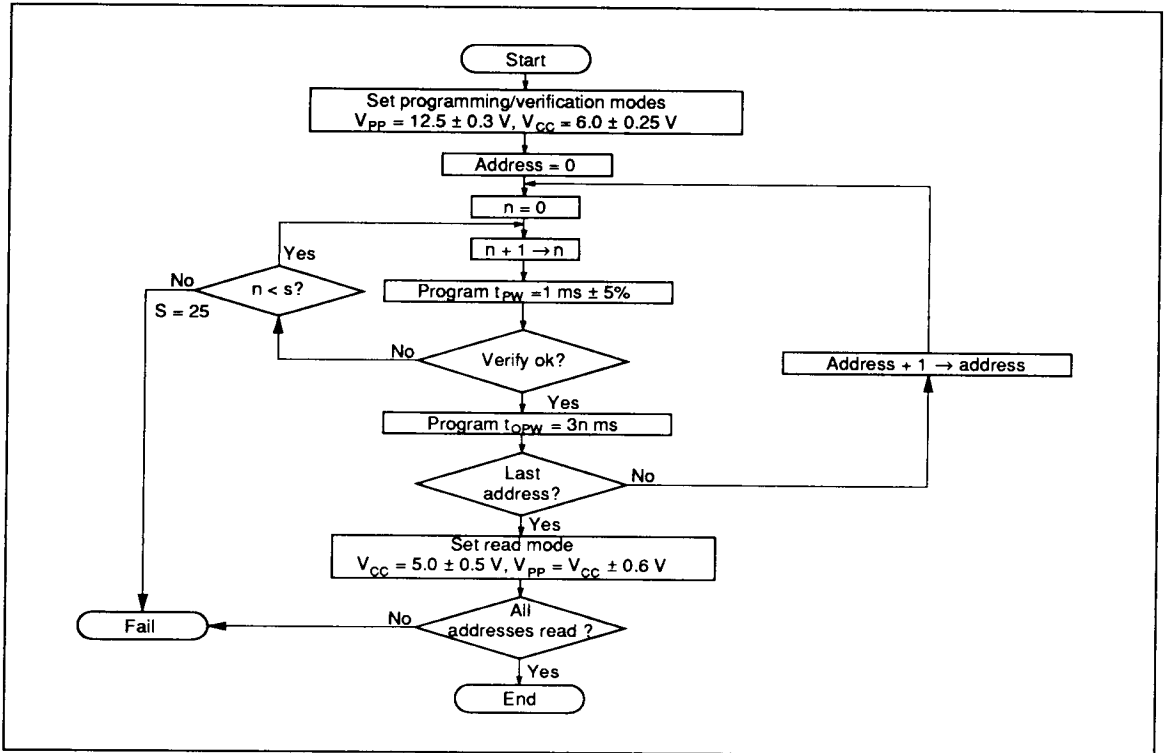 Start
Set programming/verification modes
V_PP = 12.5 ± 0.3 V, V_CC = 6.0 ± 0.25 V
Address = 0
n = 0
n + 1 → n
Yes
No
n < s?
S = 25
Program t_PW = 1 ms ± 5%
No
Verify ok?
Address + 1 → address
Yes
Program t_OPW = 3n ms
Last
address?
No
Yes
Set read mode
V_CC = 5.0 ± 0.5 V, V_PP = V_CC ± 0.6 V
Fail
No
All
addresses read ?
Yes
End